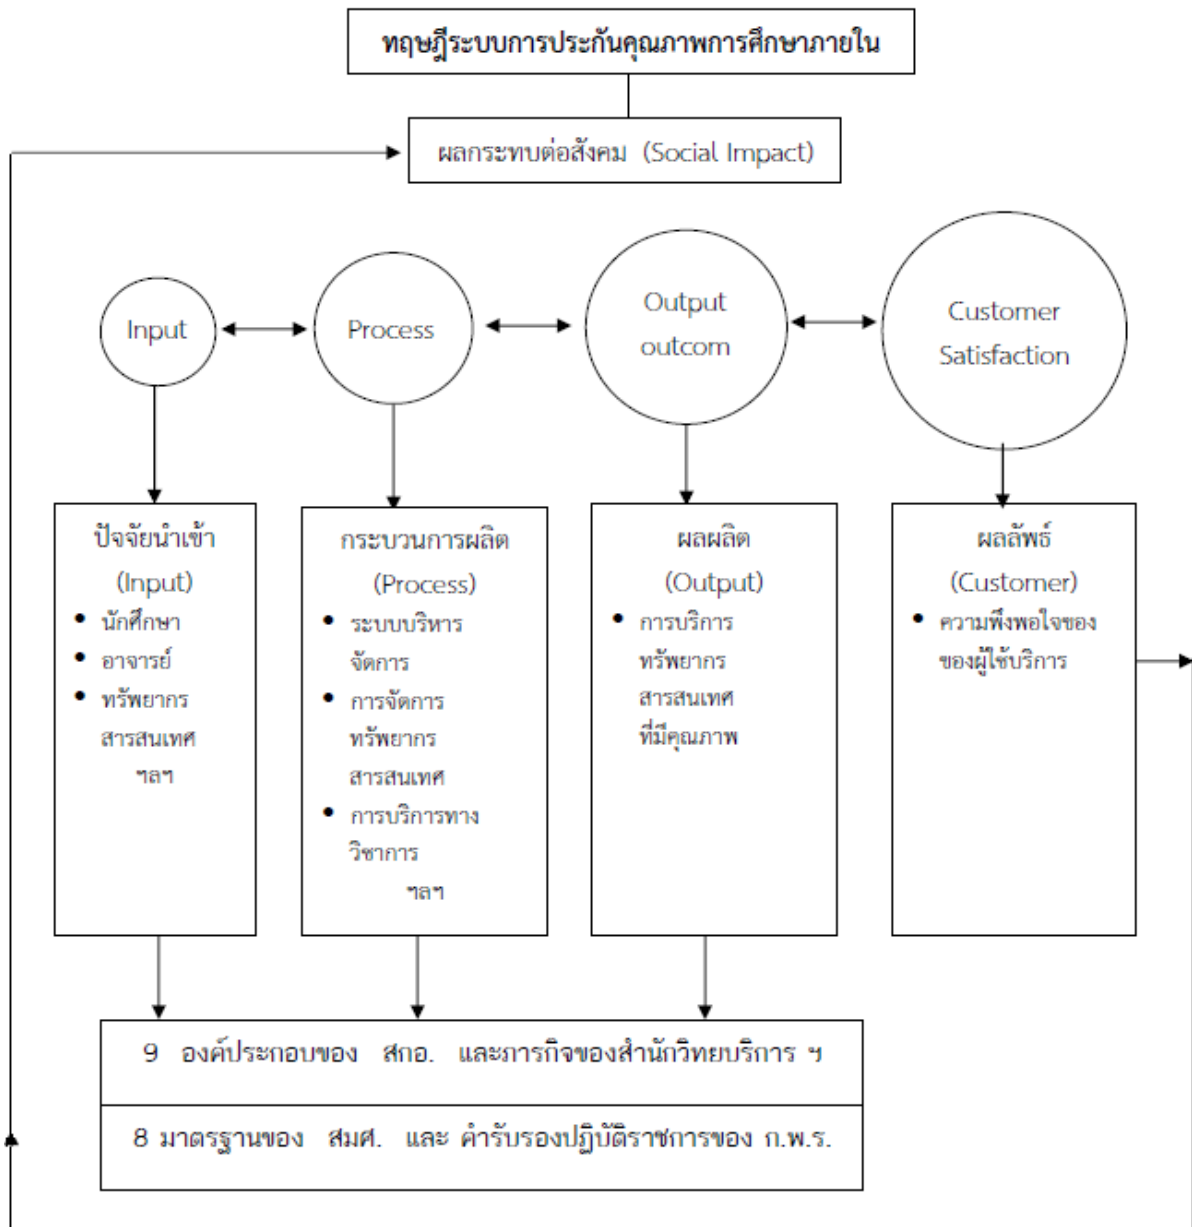 ทฤษฎีระบบการประกันคุณภาพการศึกษาภายใน
ผลกระทบต่อสังคม (Social Impact)
Input
Process
Output
outcom
Customer
Satisfaction
ปัจจัยนำเข้า
(Input)
• นักศึกษา
• อาจารย์
• ทรัพยากร
สารสนเทศ
ฯลฯ
กระบวนการผลิต
(Process)
• ระบบบริหาร
จัดการ
• การจัดการ
ทรัพยากร
สารสนเทศ
• การบริการทาง
วิชาการ
ฯลฯ
ผลผลิต
(Output)
• การบริการ
ทรัพยากร
สารสนเทศ
ที่มีคุณภาพ
ผลลัพธ์
(Customer)
• ความพึงพอใจของ
ของผู้ใช้บริการ
9 องค์ประกอบของ สกอ. และภารกิจของสำนักวิทยบริการ ฯ
8 มาตรฐานของ สมศ. และ คำรับรองปฏิบัติราชการของ ก.พ.ร.